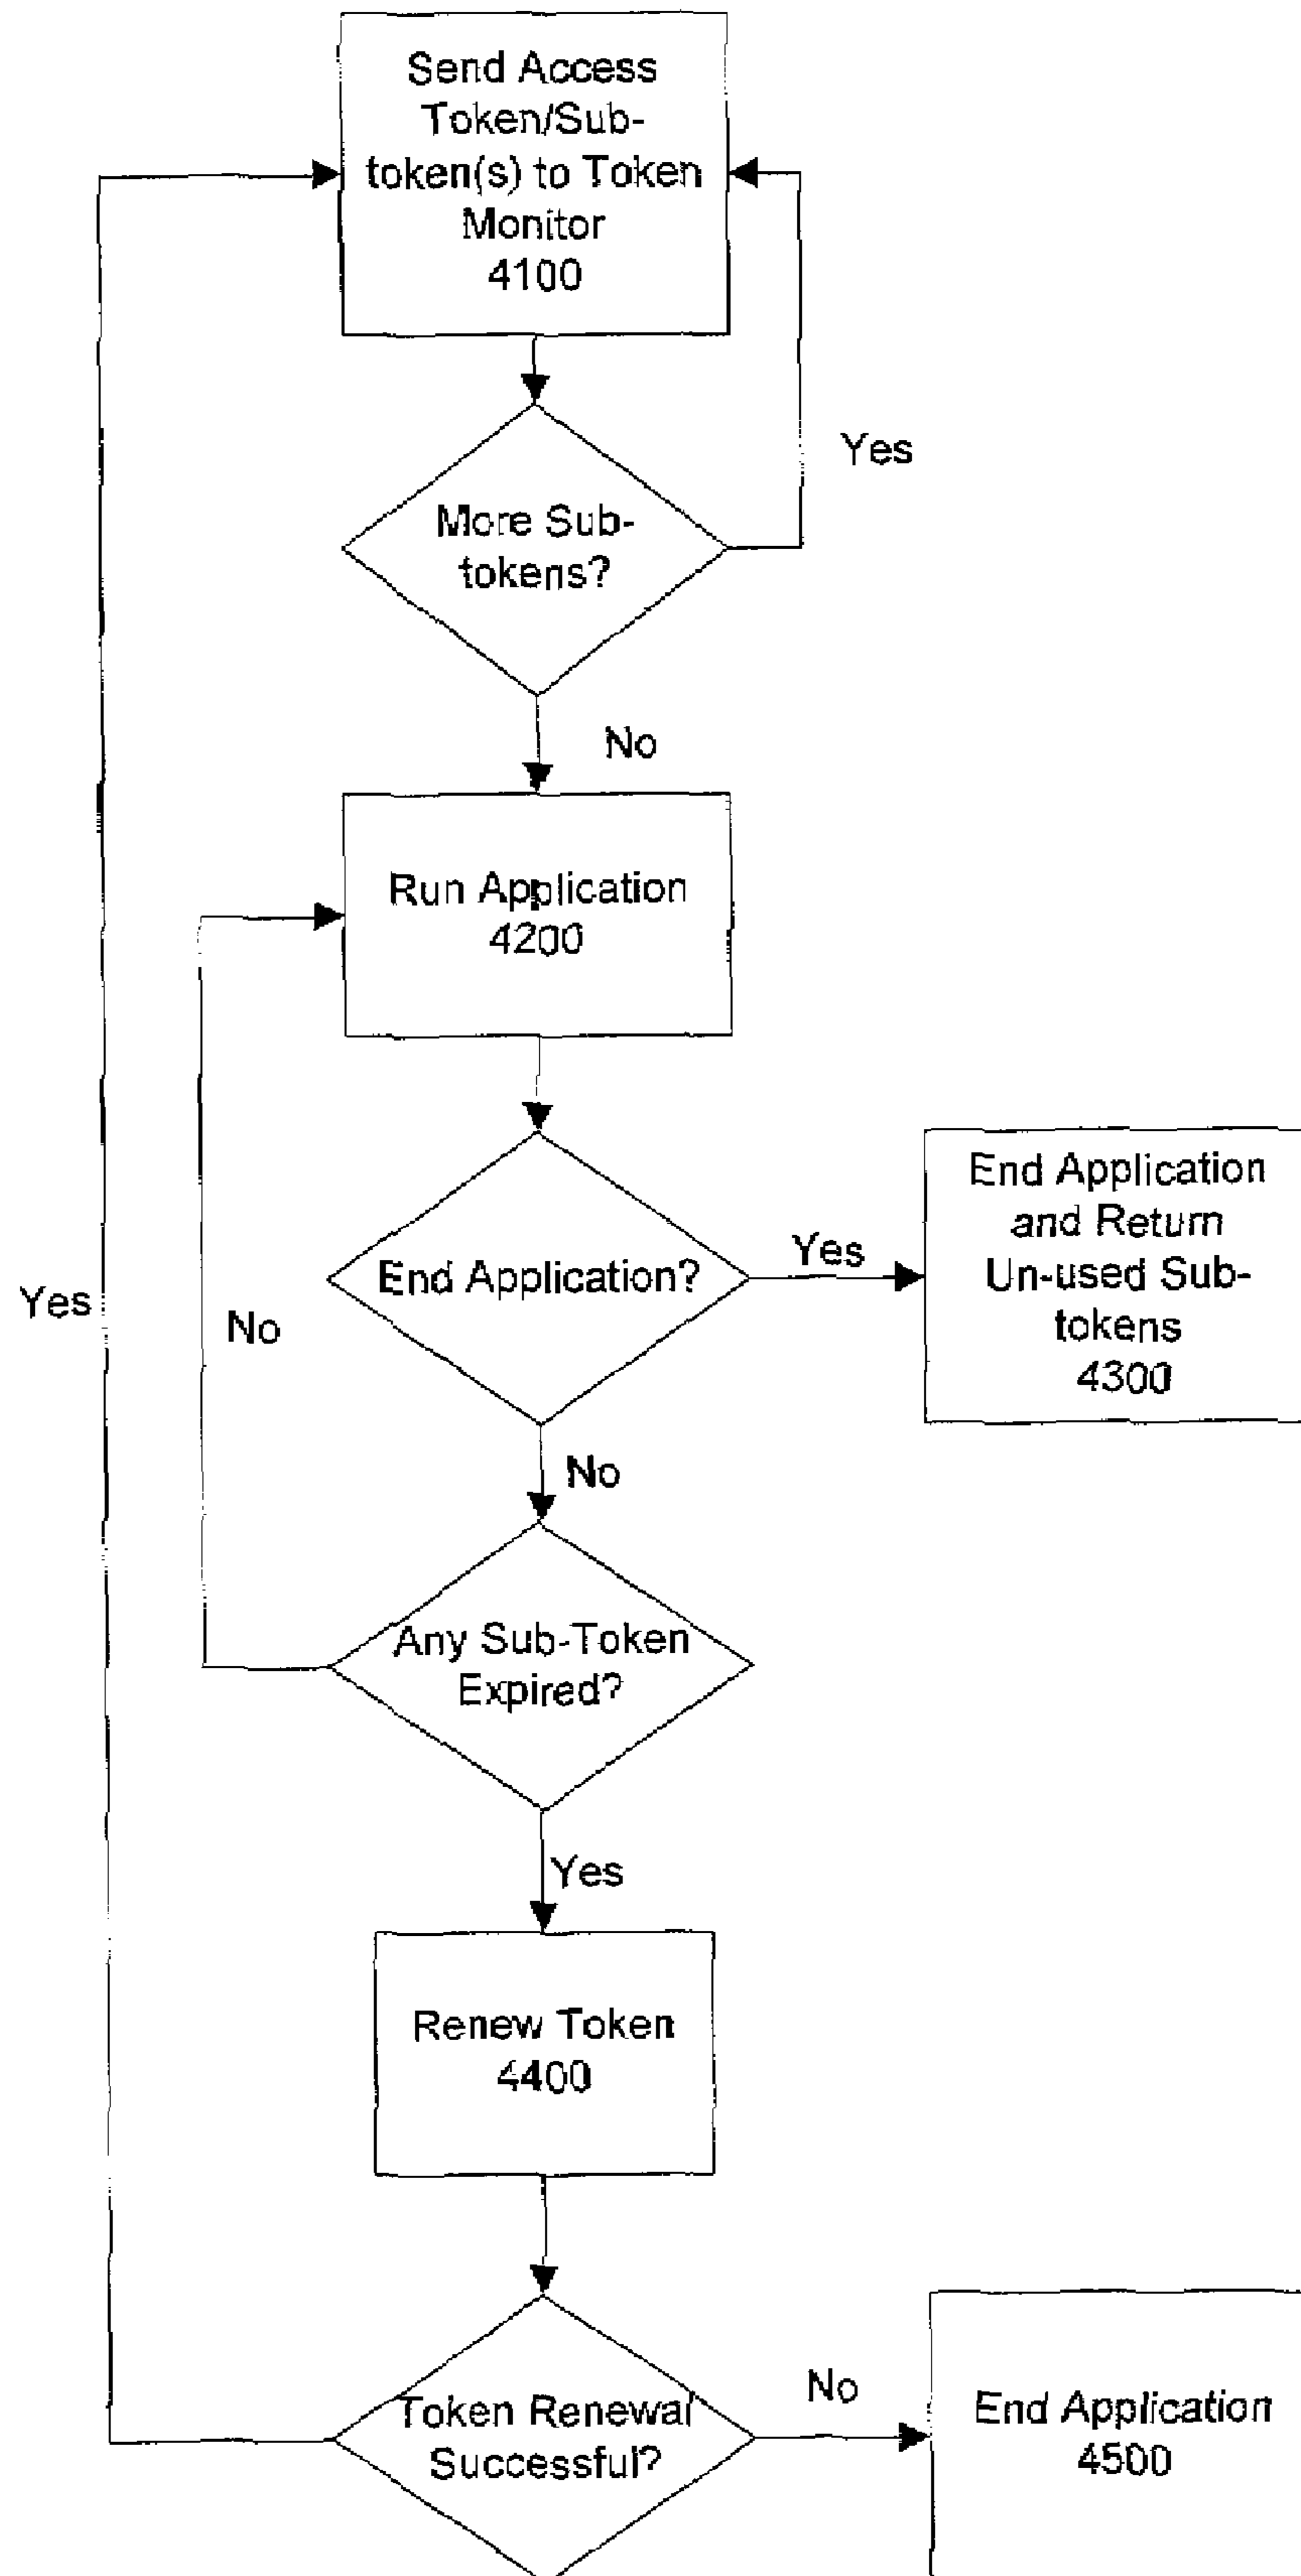 Send Access
Token/Sub-
token(s) to Token
Monitor
4100
Yes
More Sub-
tokens?
No
Run Application
4200
End Application
and Return
Un-used Sub-
tokens
4300
Yes
End Application?
Yes
No
No
Any Sub-Token
Expired?
Yes
Renew Token
4400
No
Token Renewal
Successful?
End Application
4500